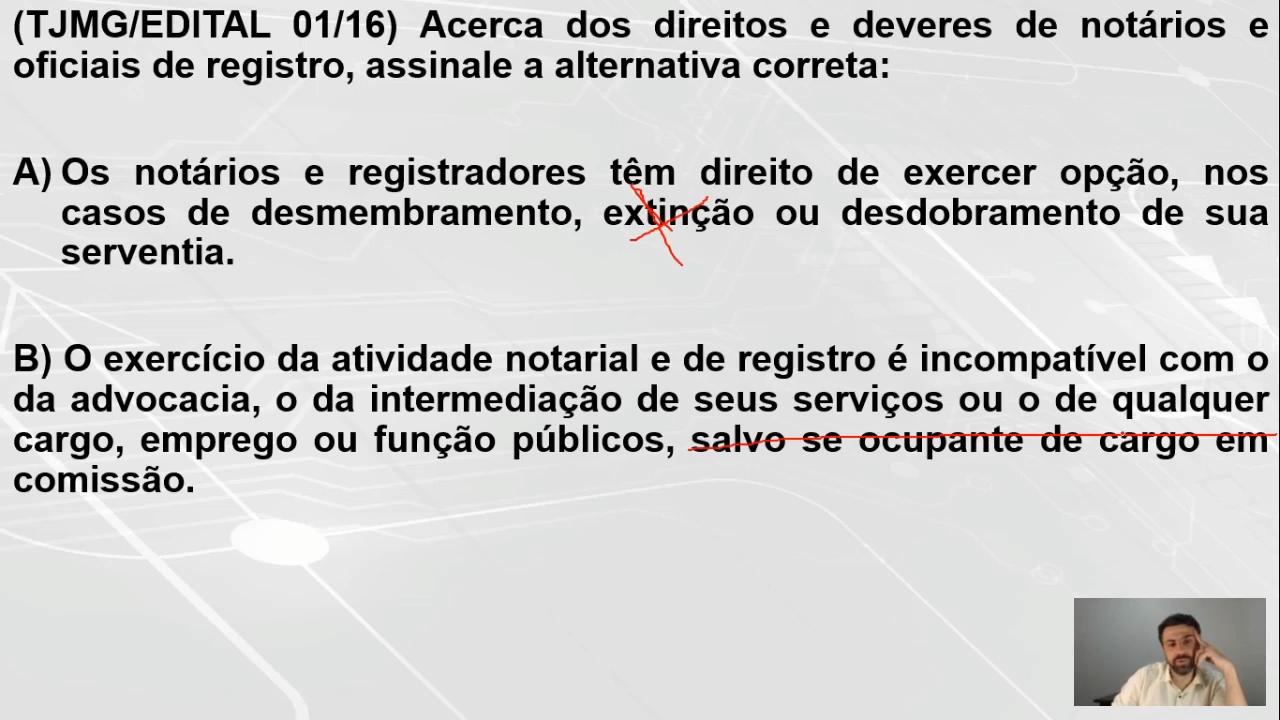 (TJMG/EDITAL 01/16) Acerca dos direitos e deveres de notários e
oficiais de registro, assinale a alternativa correta:
A) Os notários e registradores têm direito de exercer opção, nos
casos de desmembramento, extinção ou desdobramento de sua
serventia.
B) O exercício da atividade notarial e de registro é incompatível com o
da advocacia, o da intermediação de seus serviços ou o de qualquer
cargo, emprego ou função públicos, salvo se ocupante de cargo em
comissão.